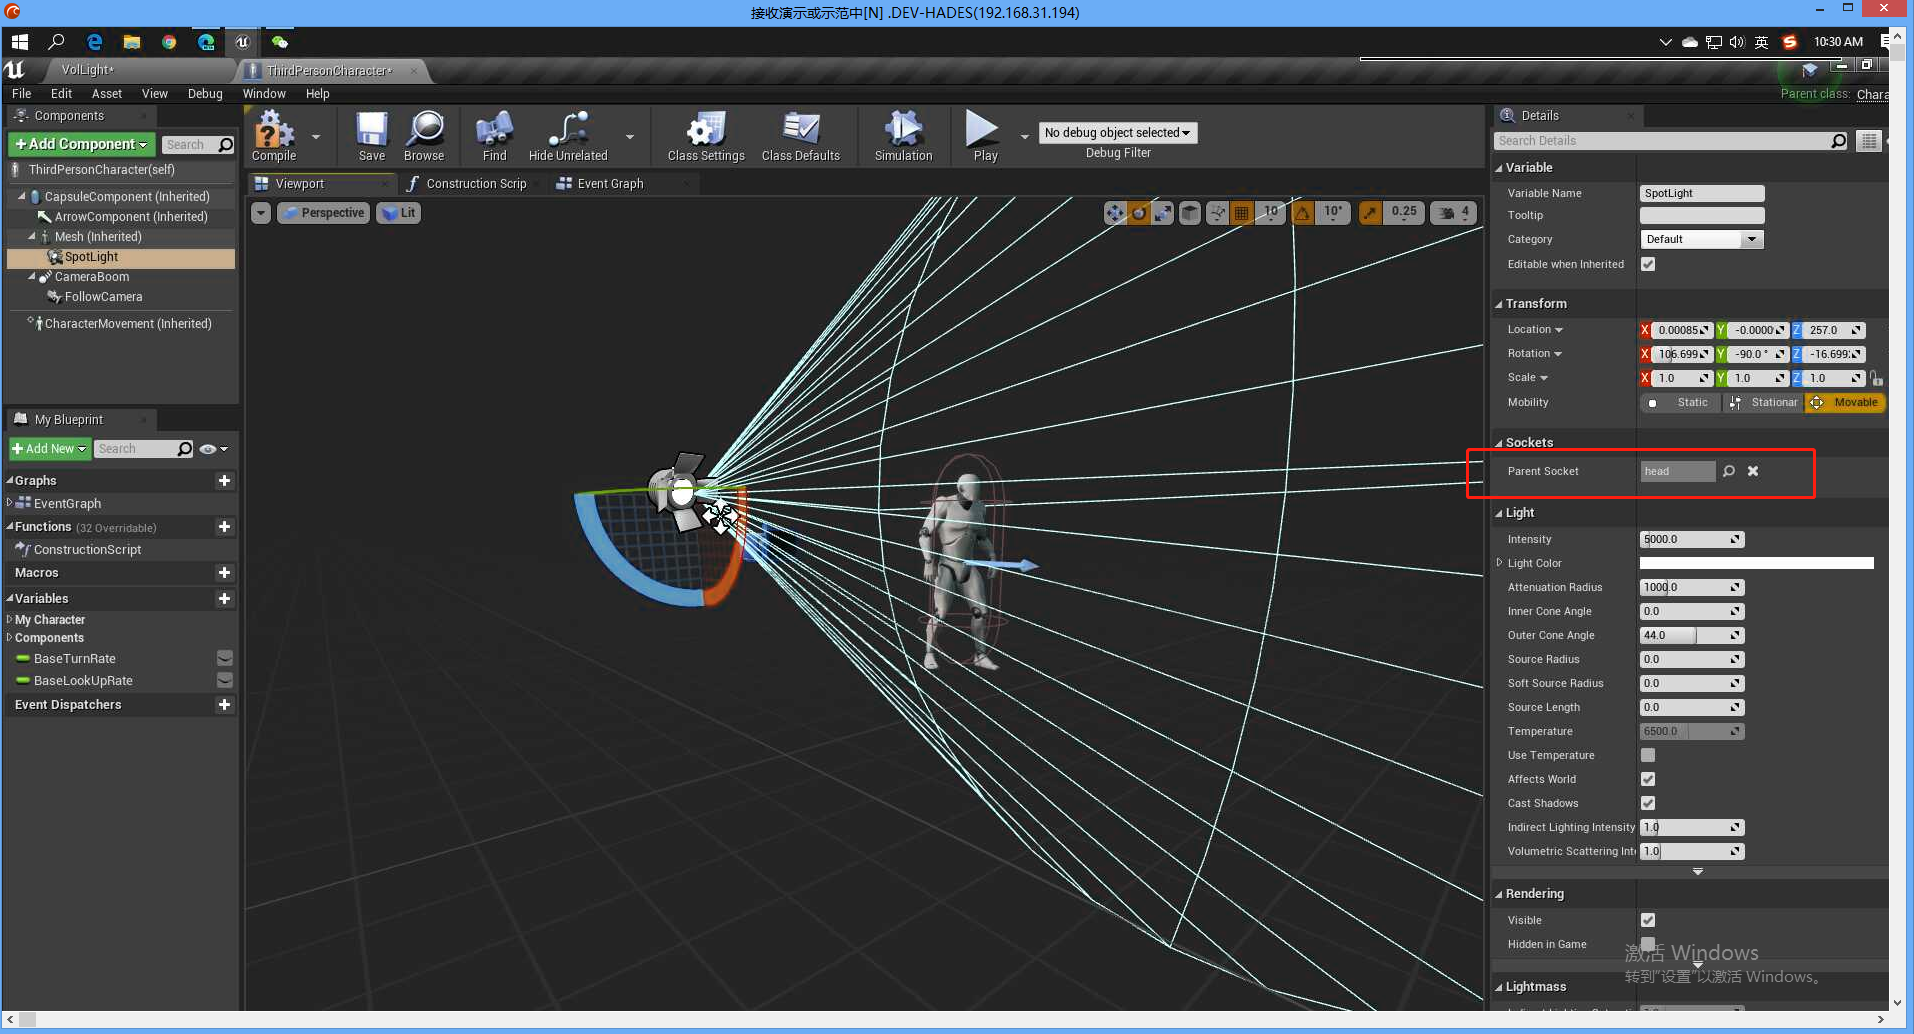 接收演示或示范中[N] .DEV-HADES(192.168.31.194)
英
10:30 AM
VolLight*
ThirdPersonCharacter*
File Edit Asset View Debug Window Help
Parent class: Chara
Components
+Add Component
Search
ThirdPersonCharacter(self)
CapsuleComponent (Inherited)
ArrowComponent (Inherited)
Mesh (Inherited)
SpotLight
CameraBoom
FollowCamera
CharacterMovement (Inherited)
My Blueprint
+Add New
Search
Graphs
EventGraph
Functions (32 Overridable)
ConstructionScript
Macros
Variables
My Character
Components
BaseTurnRate
BaseLookUpRate
Event Dispatchers
Compile
Save
Browse
Find
Hide Unrelated
Class Settings
Class Defaults
Simulation
Play
No debug object selected
Debug Filter
Viewport
Construction Scrip
Event Graph
Perspective
Lit
10
10°
0.25
4
Details
Search Details
Variable
Variable Name SpotLight
Tooltip
Category Default
Editable when Inherited
Transform
Location X 0.00085 Y -0.0000 Z 257.0
Rotation X 106.699 Y -90.0 ° Z -16.699
Scale X 1.0 Y 1.0 Z 1.0
Mobility Static Stationar Movable
Sockets
Parent Socket head
Light
Intensity 5000.0
Light Color
Attenuation Radius 1000.0
Inner Cone Angle 0.0
Outer Cone Angle 44.0
Source Radius 0.0
Soft Source Radius 0.0
Source Length 0.0
Temperature 6500.0
Use Temperature
Affects World
Cast Shadows
Indirect Lighting Intensity 1.0
Volumetric Scattering Int 1.0
Rendering
Visible
Hidden in Game
激活 Windows
转到"设置"以激活 Windows。
Lightmass